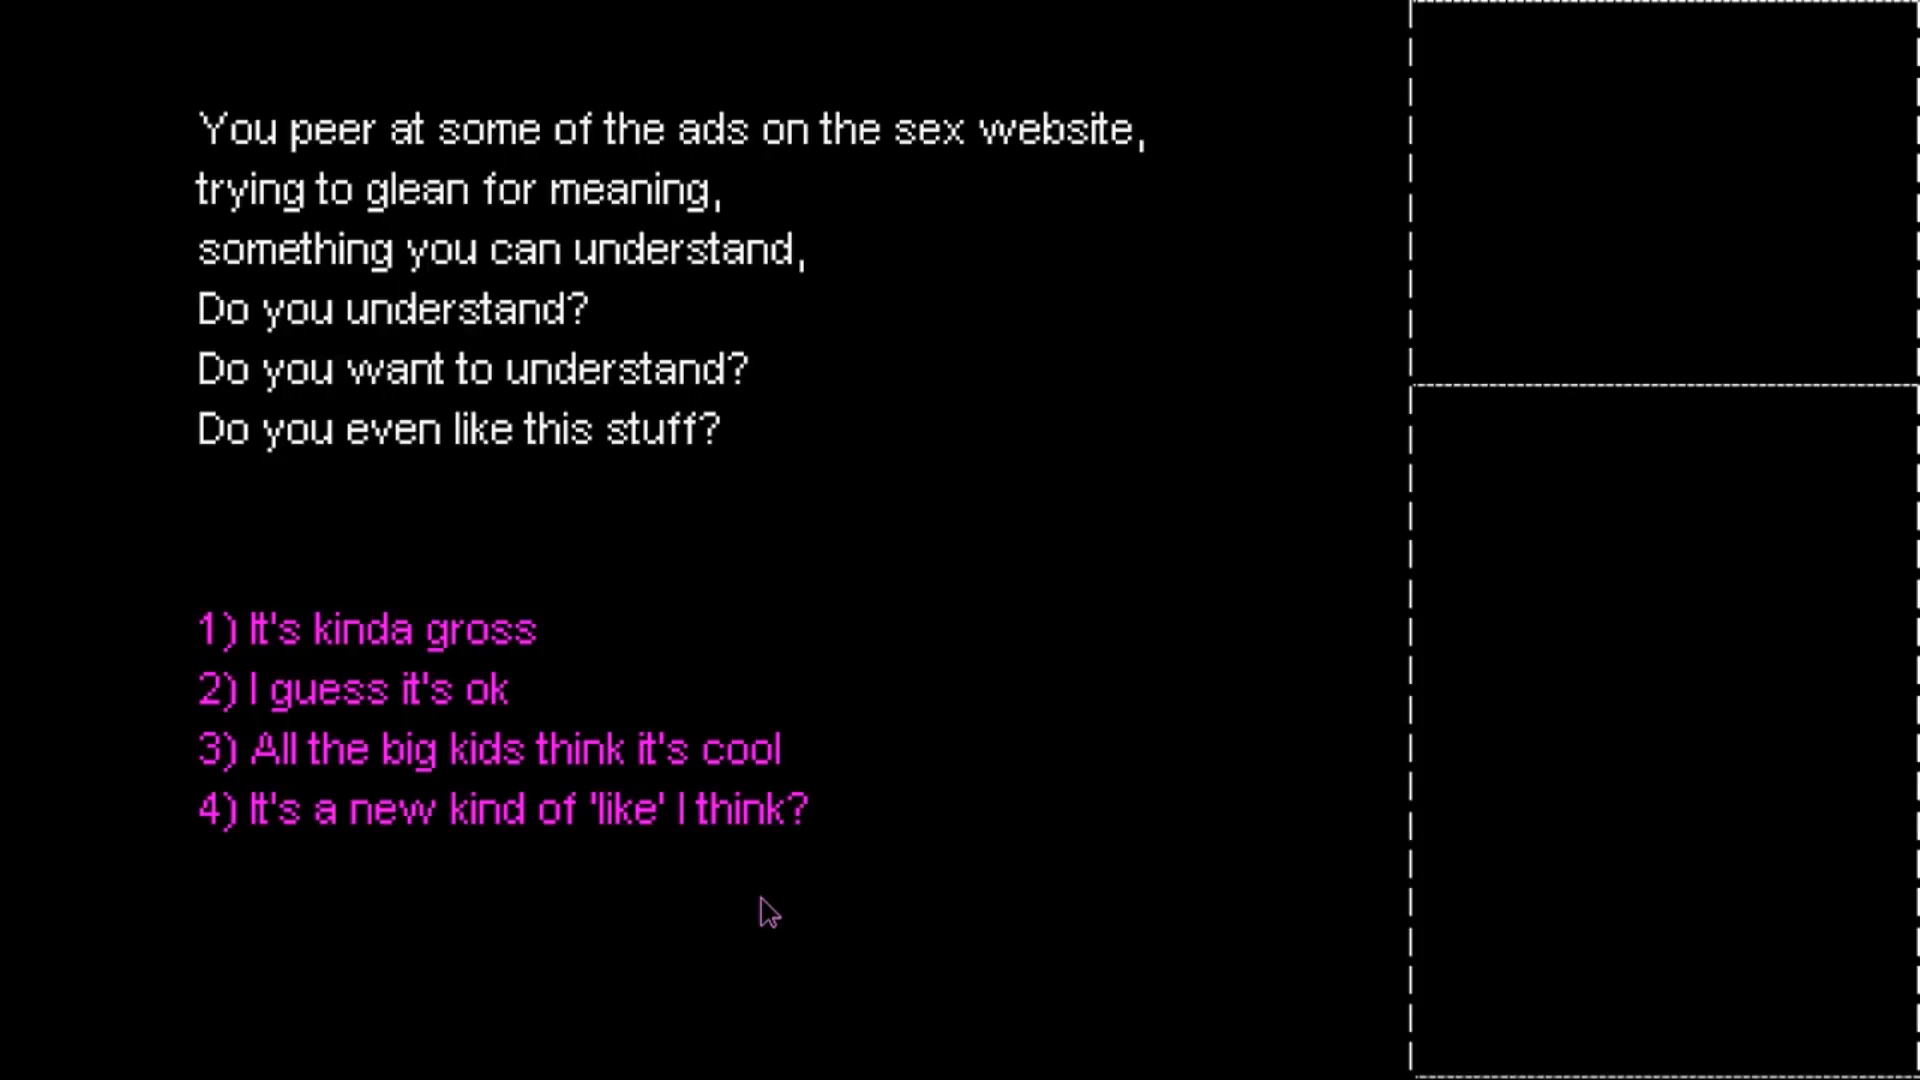 You peer at some of the ads on the sex website,
trying to glean for meaning,
something you can understand,
Do you understand?
Do you want to understand?
Do you even like this stuff?
1) It's kinda gross
2) I guess it's ok
3) All the big kids think it's cool
4) It's a new kind of 'like' I think?